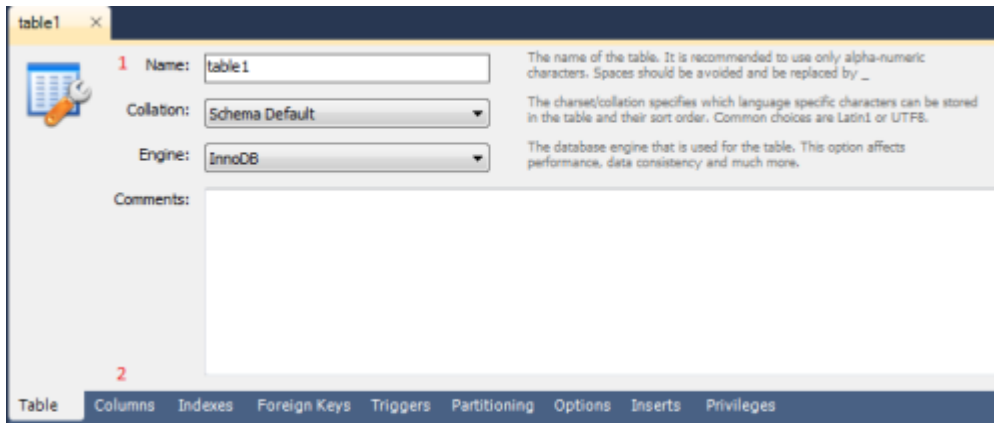 table1 ×
1 Name: table1
The name of the table. It is recommended to use only alpha-numeric
characters. Spaces should be avoided and be replaced by _
Collation: Schema Default
The charset/collation specifies which language specific characters can be stored
in the table and their sort order. Common choices are Latin1 or UTF8.
Engine: InnoDB
The database engine that is used for the table. This option affects
performance, data consistency and much more.
Comments:
2
Table Columns Indexes Foreign Keys Triggers Partitioning Options Inserts Privileges